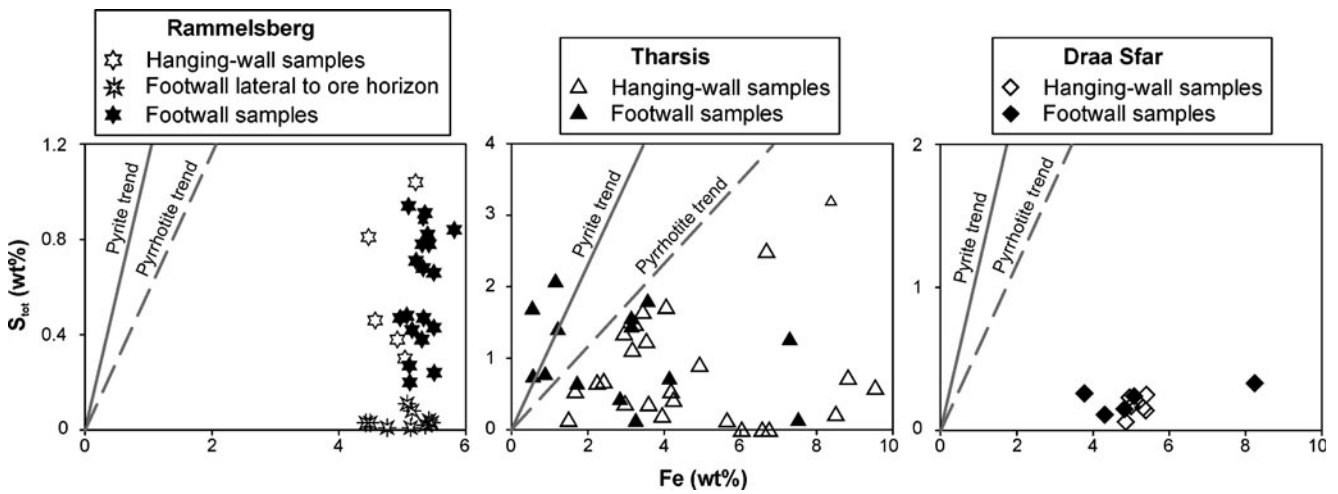 Rammelsberg
Hanging-wall samples
Footwall lateral to ore horizon
Footwall samples
Tharsis
Hanging-wall samples
Footwall samples
Draa Sfar
Hanging-wall samples
Footwall samples
Stot (wt%)
1.2
0.8
0.4
0
Pyrite trend
Pyrrhotite trend
0 2 4 6
4
3
2
1
0
Pyrite trend
Pyrrhotite trend
0 2 4 6 8 10
2
1
0
Pyrite trend
Pyrrhotite trend
0 2 4 6 8 10
Fe (wt%)